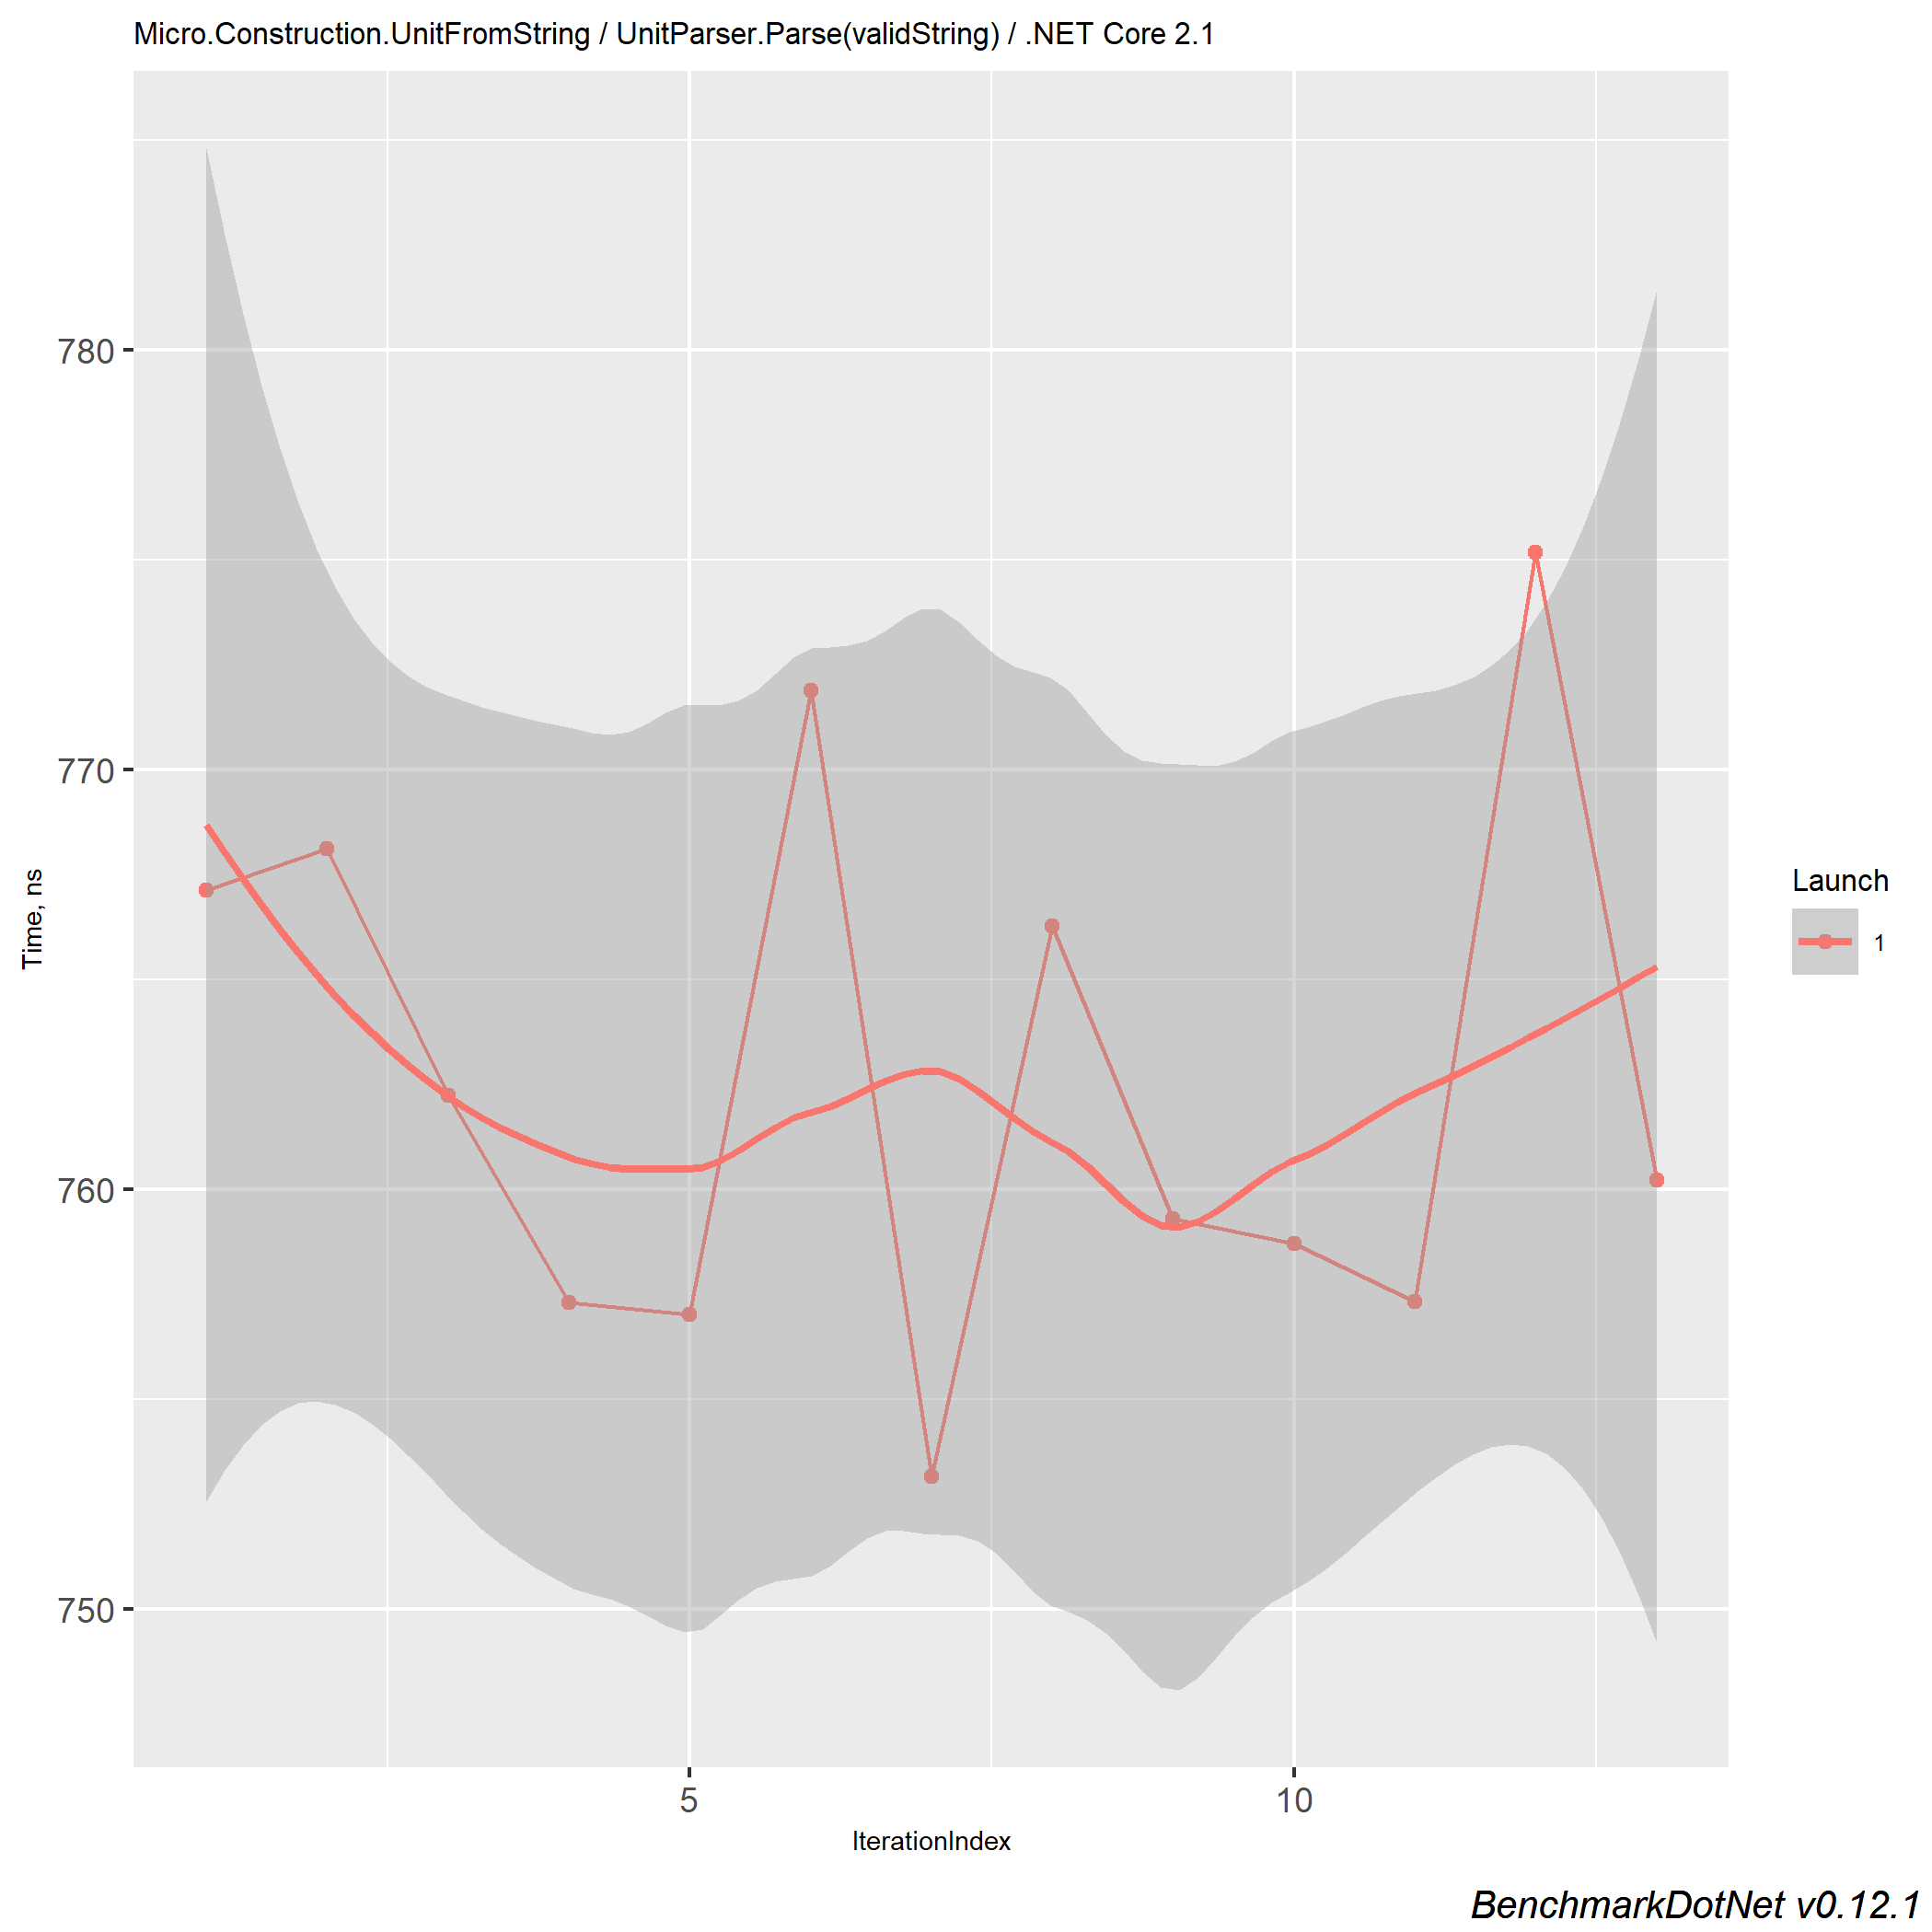 Micro.Construction.UnitFromString / UnitParser.Parse(validString) / .NET Core 2.1
780
770
760
750
Time, ns
5
10
IterationIndex
Launch
1
BenchmarkDotNet v0.12.1